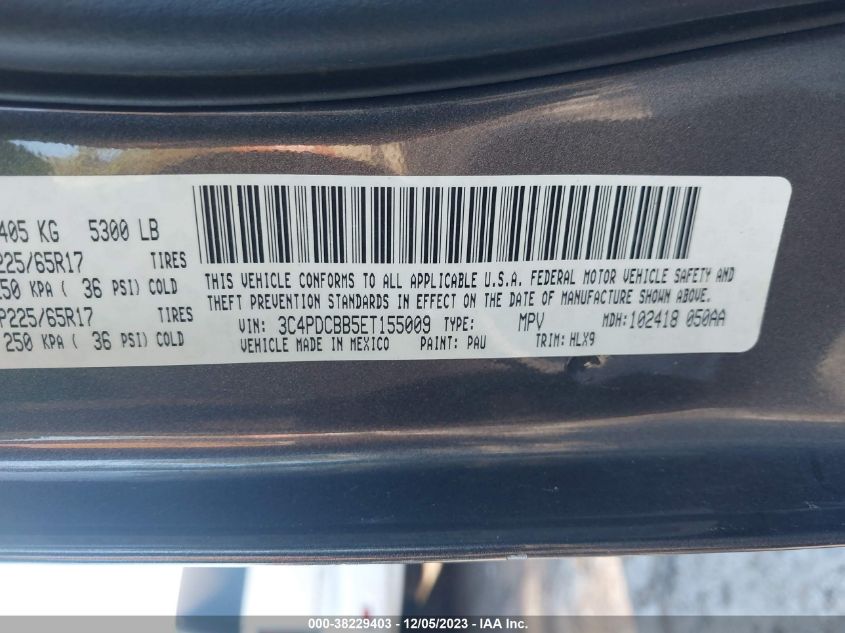 405 KG 5300 LB
225/65R17 TIRES
250 KPA ( 36 PSI) COLD
P225/65R17 TIRES
250 KPA ( 36 PSI) COLD
THIS VEHICLE CONFORMS TO ALL APPLICABLE U.S.A. FEDERAL MOTOR VEHICLE SAFETY AND
THEFT PREVENTION STANDARDS IN EFFECT ON THE DATE OF MANUFACTURE SHOWN ABOVE.
VIN: 3C4PDCBB5ET155009 TYPE: MPV MDH: 102418 050AA
VEHICLE MADE IN MEXICO PAINT: PAU TRIM: HLX9
000-38229403 - 12/05/2023 - IAA Inc.